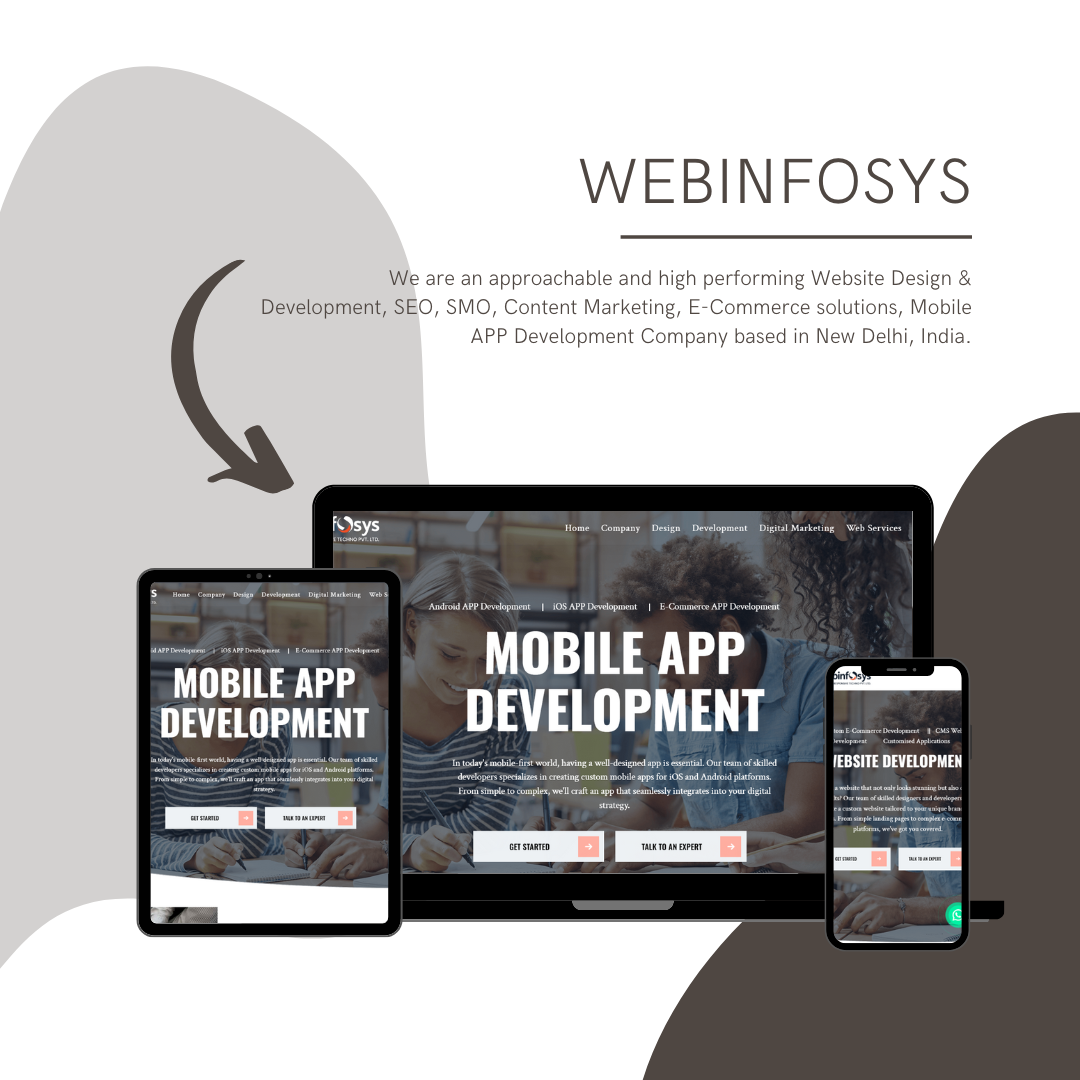 WEBINFOSYS
We are an approachable and high performing Website Design &
Development, SEO, SMO, Content Marketing, E-Commerce solutions, Mobile
APP Development Company based in New Delhi, India.
fOsys
E TECHNO PVT. LTD.
Home Company Design Development Digital Marketing Web Services
Android APP Development | iOS APP Development | E-Commerce APP Development
MOBILE APP
DEVELOPMENT
In today's mobile-first world, having a well-designed app is essential. Our team of skilled
developers specializes in creating custom mobile apps for iOS and Android platforms.
From simple to complex, we'll craft an app that seamlessly integrates into your digital
strategy.
GET STARTED
TALK TO AN EXPERT
S
Home Company Design Development Digital Marketing Web S
id APP Development | iOS APP Development | E-Commerce APP Development
MOBILE APP
DEVELOPMENT
In today's mobile-first world, having a well-designed app is essential. Our team of skilled
developers specializes in creating custom mobile apps for iOS and Android platforms.
From simple to complex, we'll craft an app that seamlessly integrates into your digital
strategy.
GET STARTED
TALK TO AN EXPERT
binfOsys
tom E-Commerce Development || CMS Wel
Development Customised Applications
WEBSITE DEVELOPMEN
a website that not only looks stunning but also
its? Our team of skilled designers and developers
e a custom website tailored to your unique bran
. From simple landing pages to complex e-comm
platforms, we've got you covered.
GET STARTED
TALK TO AN EXPERT